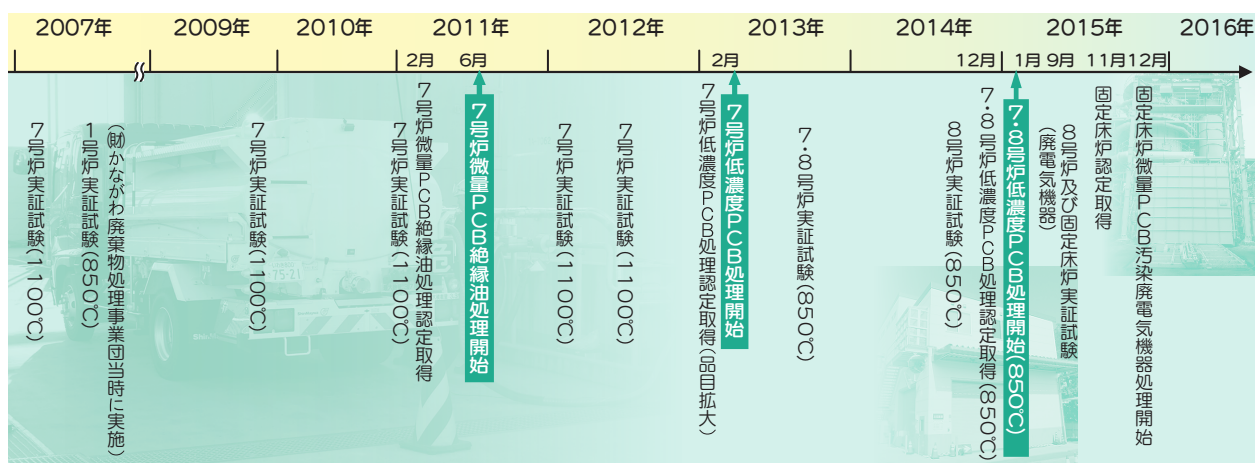 2007年
2009年
2010年
2011年
2012年
2013年
2014年
2015年
2016年
2月
6月
2月
12月
1月
9月
11月
12月
7号炉実証試験(1100℃)
1号炉実証試験(850℃)
(㈶かながわ廃棄物処理事業団当時に実施)
7号炉実証試験(1100℃)
7号炉実証試験(1100℃)
7号炉微量PCB絶縁油処理認定取得
7号炉微量PCB絶縁油処理開始
7号炉実証試験(1100℃)
7号炉実証試験(1100℃)
7号炉低濃度PCB処理認定取得(品目拡大)
7号炉低濃度PCB処理開始
7・8号炉実証試験(850℃)
8号炉実証試験(850℃)
7・8号炉低濃度PCB処理認定取得(850℃)
7・8号炉低濃度PCB処理開始(850℃)
8号炉及び固定床炉実証試験
(廃電気機器)
固定床炉認定取得
固定床炉微量PCB汚染廃電気機器処理開始
75-21